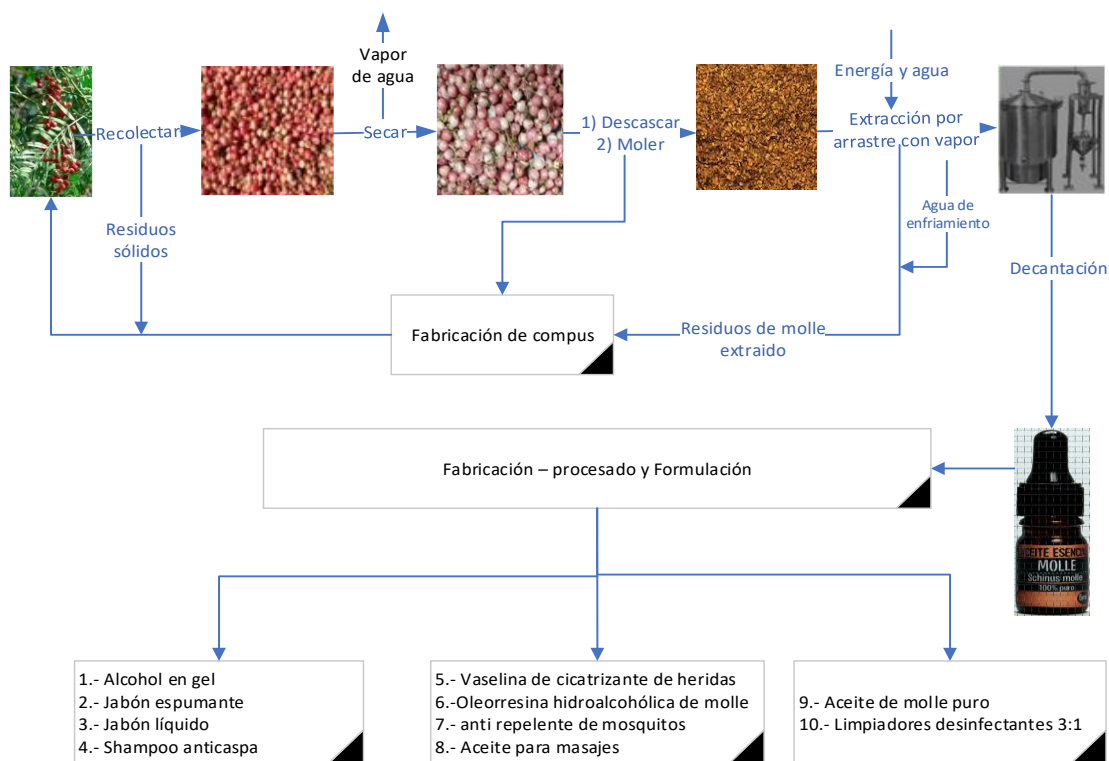 Vapor
de agua
Energía y agua
Recolectar
Secar
1) Descascar
2) Moler
Extracción por
arrastre con vapor
Residuos
sólidos
Agua de
enfriamiento
Decantación
Fabricación de compus
Residuos de molle
extraido
Fabricación – procesado y Formulación
CEITE ESENC
MOLLE
Schinus molle
100% puro
1.- Alcohol en gel
2.- Jabón espumante
3.- Jabón líquido
4.- Shampoo anticaspa
5.- Vaselina de cicatrizante de heridas
6.-Oleorresina hidroalcohólica de molle
7.- anti repelente de mosquitos
8.- Aceite para masajes
9.- Aceite de molle puro
10.- Limpiadores desinfectantes 3:1